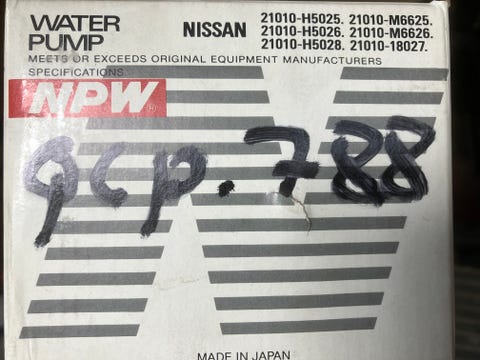 WATER
PUMP
NISSAN
21010-H5025. 21010-M6625.
21010-H5026. 21010-M6626.
21010-H5028. 21010-18027.
MEETS OR EXCEEDS ORIGINAL EQUIPMENT MANUFACTURERS
SPECIFICATIONS
NPW®
gcp.788
MADE IN JAPAN